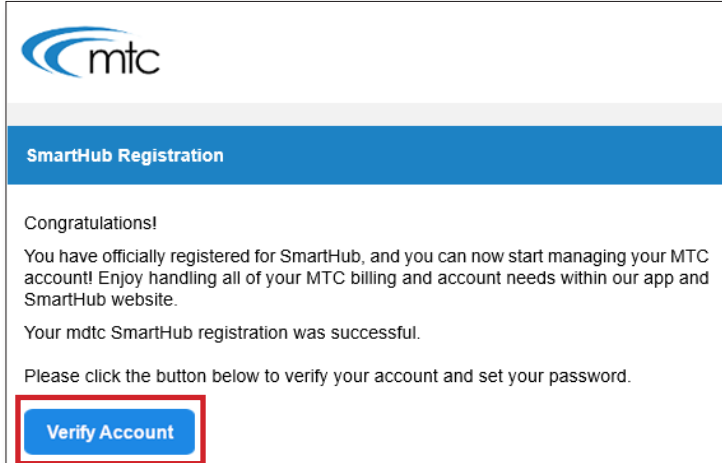 mtc
SmartHub Registration
Congratulations!
You have officially registered for SmartHub, and you can now start managing your MTC
account! Enjoy handling all of your MTC billing and account needs within our app and
SmartHub website.
Your mdtc SmartHub registration was successful.
Please click the button below to verify your account and set your password.
Verify Account